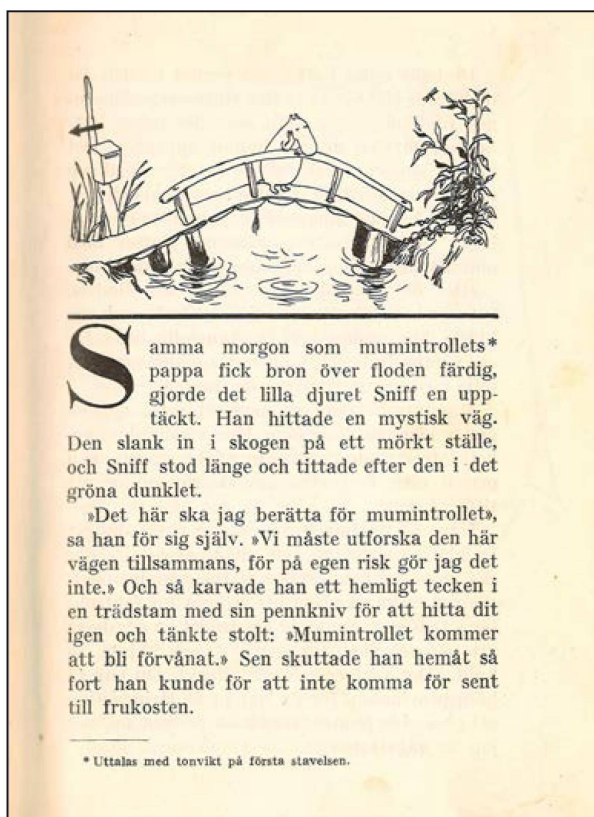 Samma morgon som mumintrollets*
pappa fick bron över floden färdig,
gjorde det lilla djuret Sniff en upp-
täckt. Han hittade en mystisk väg.
Den slank in i skogen på ett mörkt ställe,
och Sniff stod länge och tittade efter den i det
gröna dunklet.
»Det här ska jag berätta för mumintrollet»,
sa han för sig själv. »Vi måste utforska den här
vägen tillsammans, för på egen risk gör jag det
inte.» Och så karvade han ett hemligt tecken i
en trädstam med sin pennkniv för att hitta dit
igen och tänkte stolt: »Mumintrollet kommer
att bli förvånat.» Sen skuttade han hemåt så
fort han kunde för att inte komma för sent
till frukosten.
* Uttalas med tonvikt på första stavelsen.